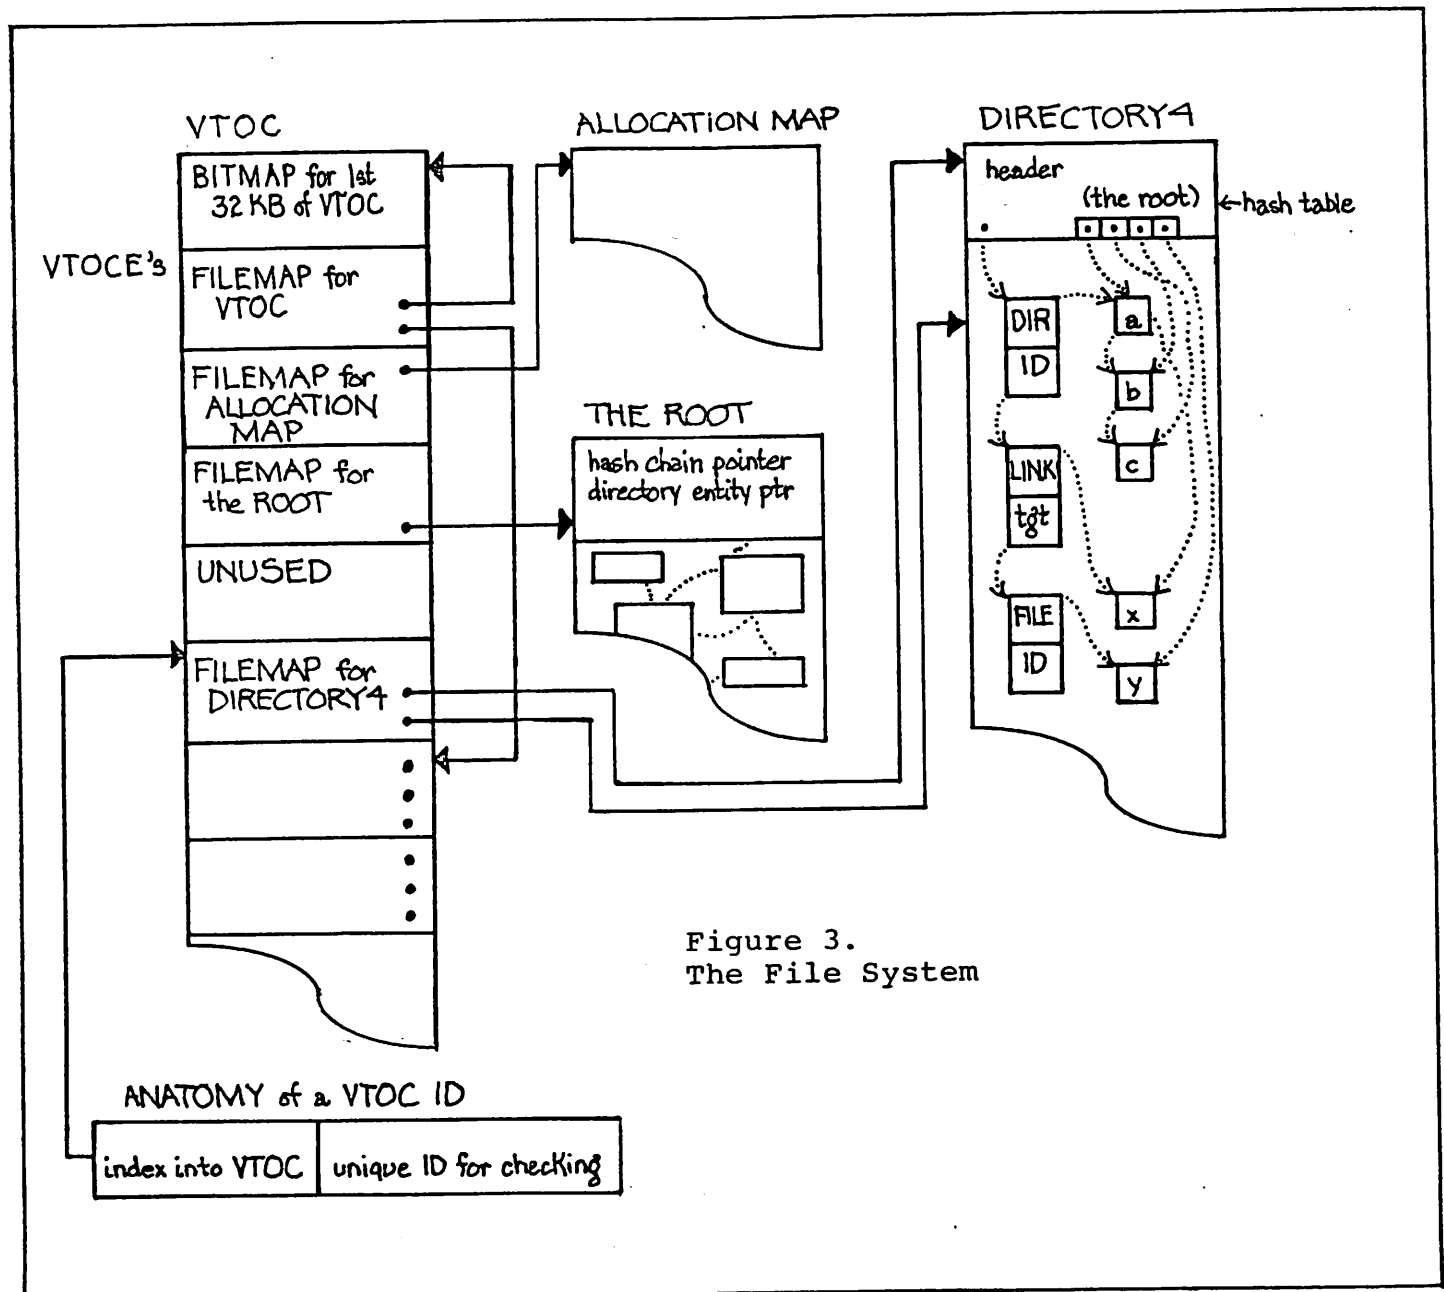 VTOC
BITMAP for 1st
32 KB of VTOC
VTOCE's
FILEMAP for
VTOC
FILEMAP for
ALLOCATION
MAP
FILEMAP for
the ROOT
UNUSED
FILEMAP for
DIRECTORY4
ALLOCATION MAP
THE ROOT
hash chain pointer
directory entity ptr
DIRECTORY4
header
(the root)
hash table
DIR
ID
a
b
c
LINK
tgt
x
FILE
ID
y
Figure 3.
The File System
ANATOMY of a VTOC ID
index into VTOC
unique ID for checking